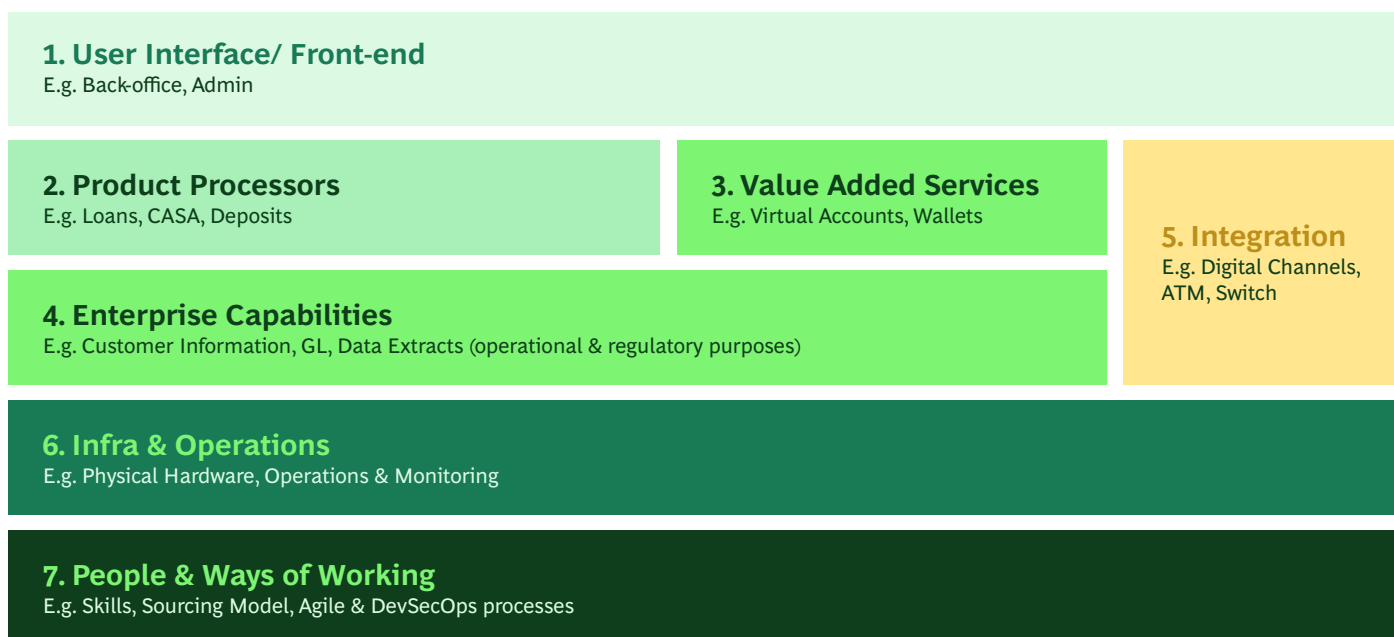 1. User Interface/ Front-end
E.g. Back-office, Admin
2. Product Processors
E.g. Loans, CASA, Deposits
3. Value Added Services
E.g. Virtual Accounts, Wallets
4. Enterprise Capabilities
E.g. Customer Information, GL, Data Extracts (operational & regulatory purposes)
5. Integration
E.g. Digital Channels,
ATM, Switch
6. Infra & Operations
E.g. Physical Hardware, Operations & Monitoring
7. People & Ways of Working
E.g. Skills, Sourcing Model, Agile & DevSecOps processes